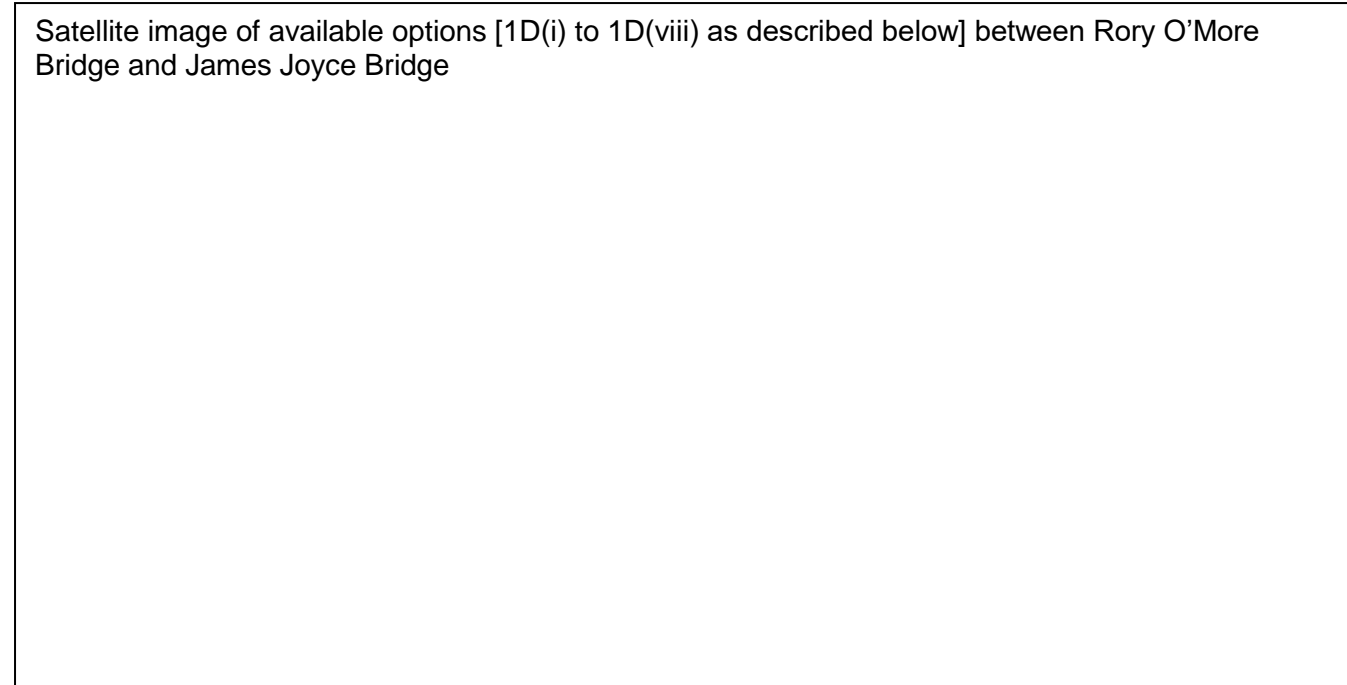 Satellite image of available options [1D(i) to 1D(viii) as described below] between Rory O’More
Bridge and James Joyce Bridge